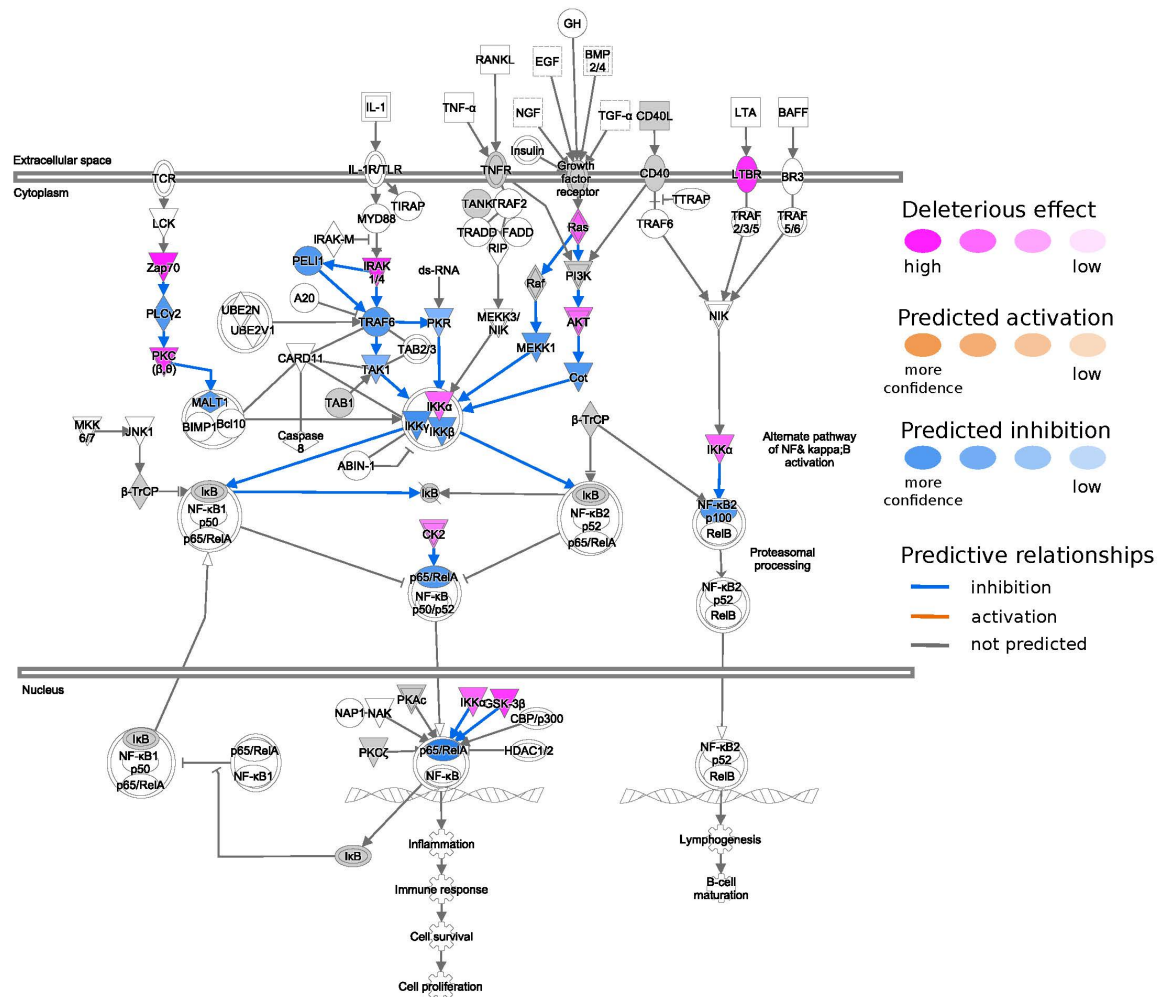 GH
RANKL
EGF
BMP
2/4
IL-1
TNF-α
NGF
TGF-α
CD40L
LTA
BAFF
Insulin
Extracellular space
TCR
IL-1R/TLR
TNFR
Growth
factor
receptor
CD40
LTBR
BR3
Cytoplasm
LCK
MYD88
TIRAP
TANK
TRAF2
TRADD
FADD
RIP
Ras
TTRAP
TRAF6
TRAF
2/3/5
TRAF
5/6
IRAK-M
Zap70
PELI1
IRAK
1/4
ds-RNA
Raf
PI3K
A20
PLCγ2
UBE2N
UBE2V1
TRAF6
PKR
MEKK3/
NIK
AKT
NIK
MEKK1
TAB2/3
CARD11
PKC
(β,θ)
TAK1
Cot
TAB1
MALT1
BIMP1
Bcl10
IKKα
IKKγ
IKKβ
MKK
6/7
JNK1
Caspase
8
ABIN-1
β-TrCP
IKKα
Alternate pathway
of NF& kappa;B
activation
β-TrCP
IκB
NF-κB1
p50
p65/RelA
IκB
IκB
NF-κB2
p52
p65/RelA
NF-κB2
p100
RelB
CK2
Proteasomal
processing
p65/RelA
NF-κB
p50/p52
NF-κB2
p52
RelB
Nucleus
NAP1
NAK
PKAc
IKKα
GSK-3β
CBP/p300
IκB
NF-κB1
p50
p65/RelA
p65/RelA
NF-κB1
PKCζ
p65/RelA
HDAC1/2
NF-κB
NF-κB2
p52
RelB
IκB
Inflammation
Immune response
Cell survival
Cell proliferation
Lymphogenesis
B-cell
maturation
Deleterious effect
high low
Predicted activation
more
confidence
low
Predicted inhibition
more
confidence
low
Predictive relationships
inhibition
activation
not predicted